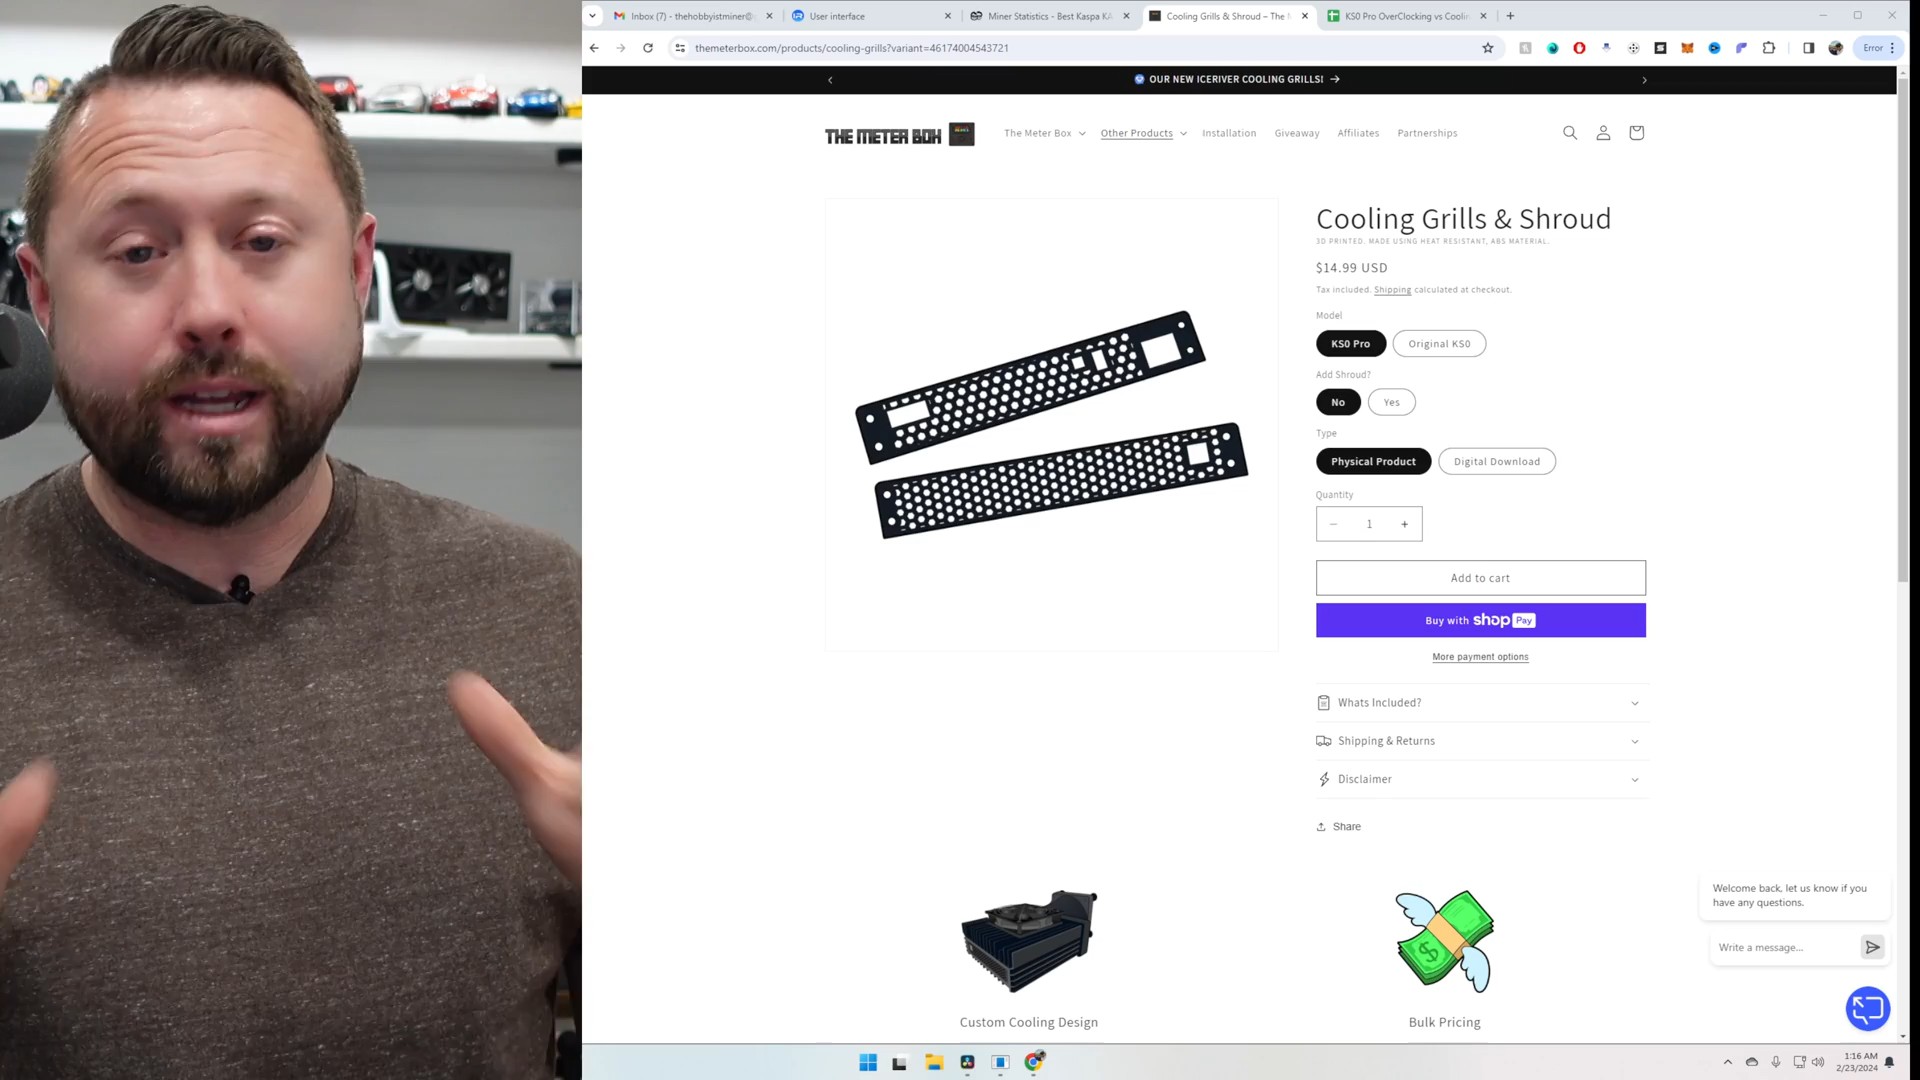 Inbox (7) - thehobbyistminer@
User interface
Miner Statistics - Best Kaspa KA
Cooling Grills & Shroud – The M
KS0 Pro OverClocking vs Coolin
themeterbox.com/products/cooling-grills?variant=46174004543721
Error
OUR NEW ICERIVER COOLING GRILLS! →
THE METER BOX
The Meter Box
Other Products
Installation
Giveaway
Affiliates
Partnerships
Cooling Grills & Shroud
3D PRINTED. MADE USING HEAT RESISTANT, ABS MATERIAL.
$14.99 USD
Tax included. Shipping calculated at checkout.
Model
KS0 Pro
Original KS0
Add Shroud?
No
Yes
Type
Physical Product
Digital Download
Quantity
− 1 +
Add to cart
Buy with shop Pay
More payment options
Whats Included?
Shipping & Returns
Disclaimer
Share
Welcome back, let us know if you
have any questions.
Write a message...
Custom Cooling Design
Bulk Pricing
1:16 AM
2/23/2024